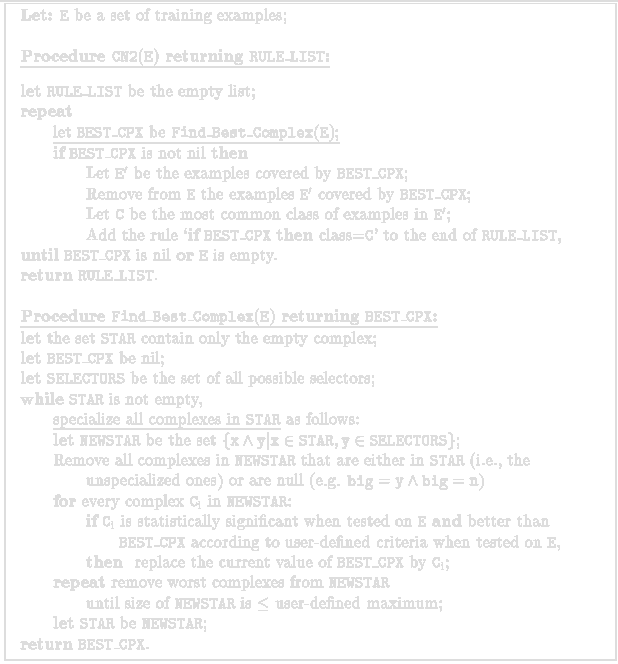 Let: E be a set of training examples;
Procedure CN2(E) returning RULE_LIST:
let RULE_LIST be the empty list;
repeat
let BEST_CPX be Find_Best_Complex(E);
if BEST_CPX is not nil then
Let E′ be the examples covered by BEST_CPX;
Remove from E the examples E′ covered by BEST_CPX;
Let C be the most common class of examples in E′;
Add the rule ‘if BEST_CPX then class=C’ to the end of RULE_LIST,
until BEST_CPX is nil or E is empty.
return RULE_LIST.
Procedure Find_Best_Complex(E) returning BEST_CPX:
let the set STAR contain only the empty complex;
let BEST_CPX be nil;
let SELECTORS be the set of all possible selectors;
while STAR is not empty,
specialize all complexes in STAR as follows:
let NEWSTAR be the set {x ∧ y|x ∈ STAR, y ∈ SELECTORS};
Remove all complexes in NEWSTAR that are either in STAR (i.e., the
unspecialized ones) or are null (e.g. big = y ∧ big = n)
for every complex Cᵢ in NEWSTAR:
if Cᵢ is statistically significant when tested on E and better than
BEST_CPX according to user-defined criteria when tested on E,
then replace the current value of BEST_CPX by Cᵢ;
repeat remove worst complexes from NEWSTAR
until size of NEWSTAR is ≤ user-defined maximum;
let STAR be NEWSTAR;
return BEST_CPX.